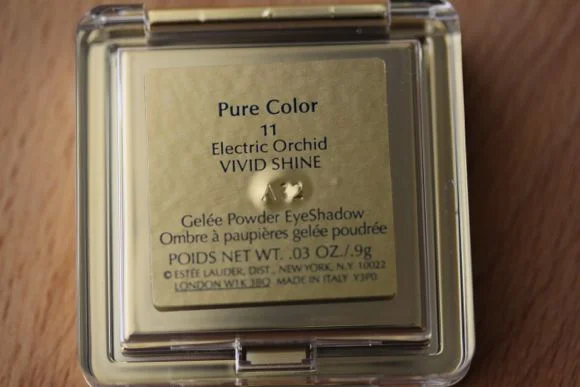 Pure Color
11
Electric Orchid
VIVID SHINE
A72
Gelée Powder EyeShadow
Ombre à paupières gelée poudrée
POIDS NET WT. .03 OZ./.9g
© ESTÉE LAUDER, DIST., NEW YORK, N.Y. 10022
LONDON W1K 3BQ MADE IN ITALY Y3P0